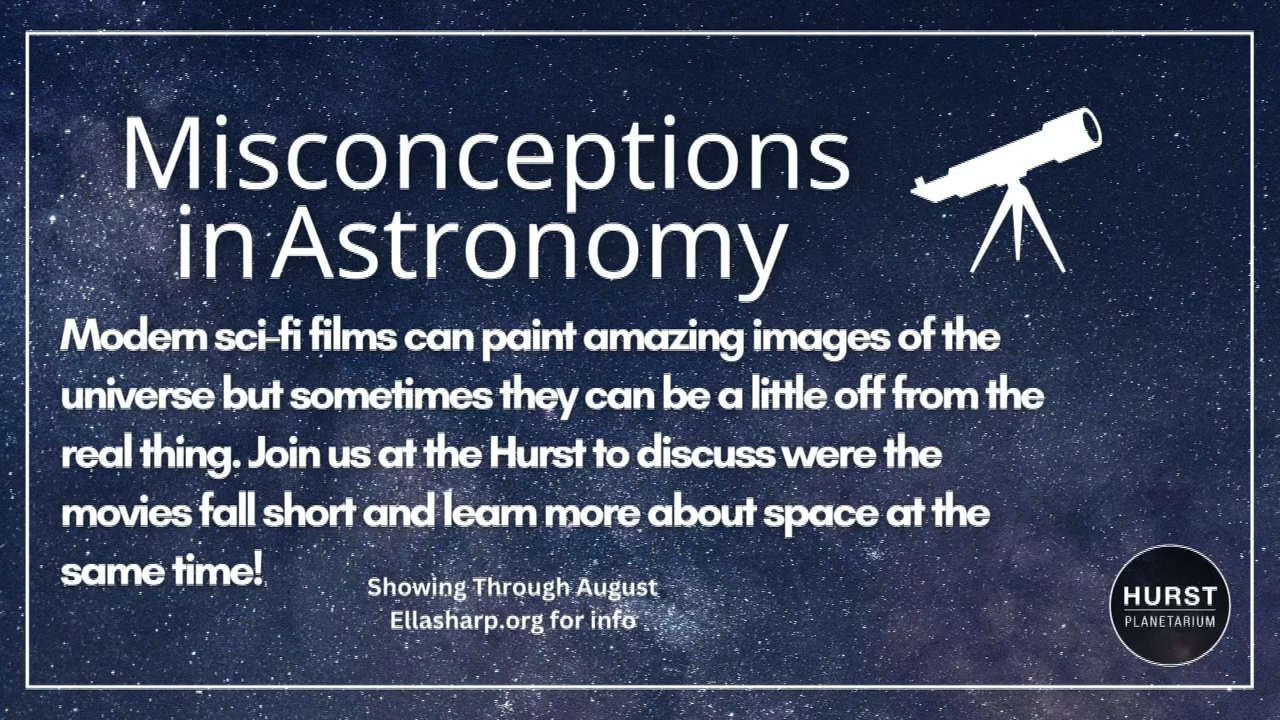 Misconceptions
in Astronomy
Modern sci-fi films can paint amazing images of the
universe but sometimes they can be a little off from the
real thing. Join us at the Hurst to discuss were the
movies fall short and learn more about space at the
same time!
Showing Through August
Ellasharp.org for info
HURST
PLANETARIUM